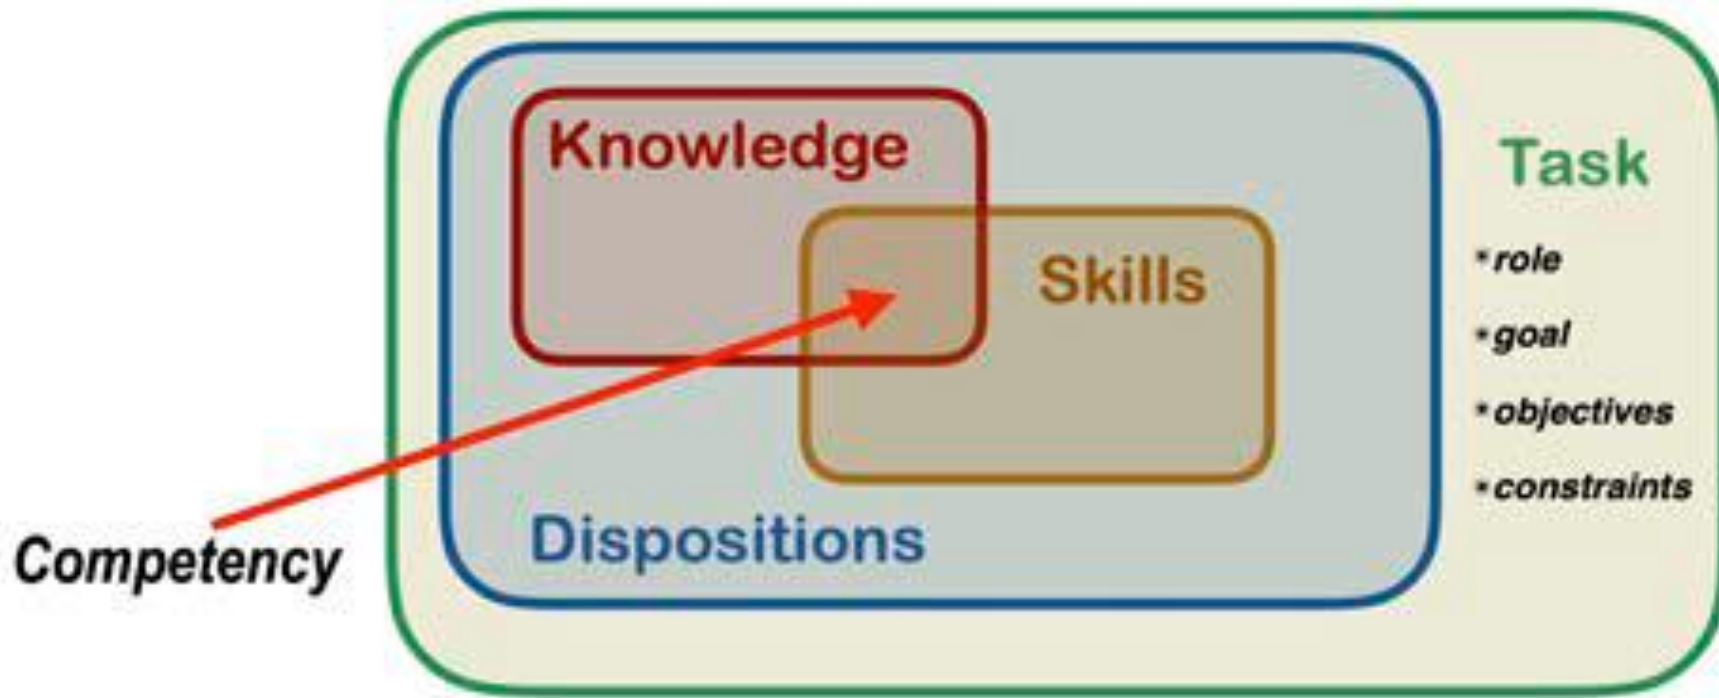 Knowledge
Skills
Dispositions
Competency
Task
*role
*goal
*objectives
*constraints